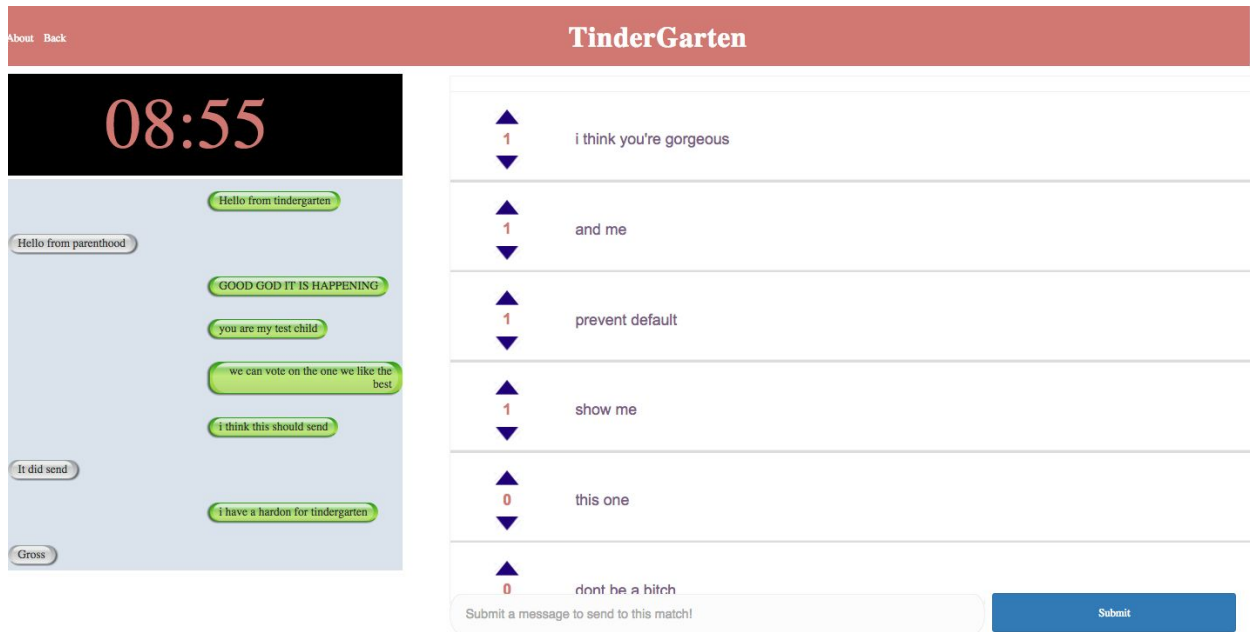 About Back
TinderGarten
08:55
Hello from tindergarten
Hello from parenthood
GOOD GOD IT IS HAPPENING
you are my test child
we can vote on the one we like the
best
i think this should send
It did send
i have a hardon for tindergarten
Gross
1
i think you're gorgeous
1
and me
1
prevent default
1
show me
0
this one
0
dont be a bitch
Submit a message to send to this match!
Submit